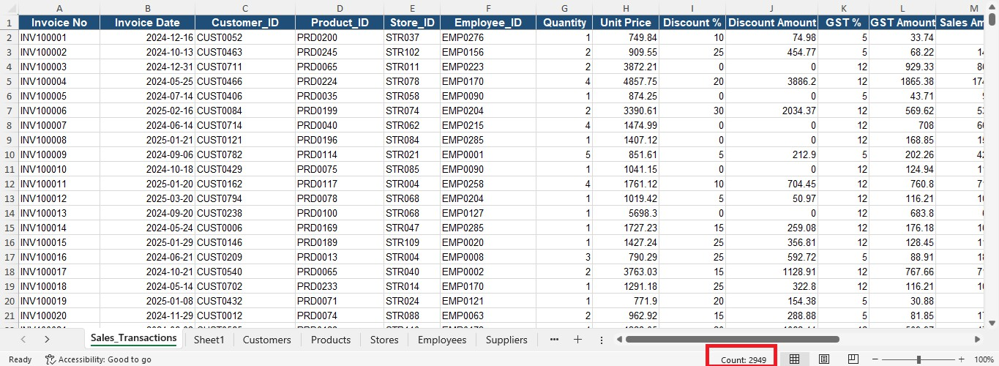 A B C D E F G H I J K L M
1 Invoice No Invoice Date Customer_ID Product_ID Store_ID Employee_ID Quantity Unit Price Discount % Discount Amount GST % GST Amount Sales Am
2 INV100001 2024-12-16 CUST0052 PRD0200 STR037 EMP0276 1 749.84 10 74.98 5 33.74
3 INV100002 2024-10-13 CUST0463 PRD0245 STR102 EMP0156 2 909.55 25 454.77 5 68.22
4 INV100003 2024-12-31 CUST0711 PRD0065 STR011 EMP0223 2 3872.21 0 0 12 929.33
5 INV100004 2024-05-25 CUST0466 PRD0224 STR078 EMP0170 4 4857.75 20 3886.2 12 1865.38
6 INV100005 2024-07-14 CUST0406 PRD0035 STR058 EMP0090 1 874.25 0 0 5 43.71
7 INV100006 2025-02-16 CUST0084 PRD0199 STR074 EMP0204 2 3390.61 30 2034.37 12 569.62
8 INV100007 2024-06-14 CUST0714 PRD0040 STR062 EMP0215 4 1474.99 0 0 12 708
9 INV100008 2025-01-21 CUST0121 PRD0196 STR084 EMP0285 1 1407.12 0 0 12 168.85
10 INV100009 2024-09-06 CUST0782 PRD0114 STR021 EMP0001 5 851.61 5 212.9 5 202.26
11 INV100010 2024-10-18 CUST0429 PRD0075 STR085 EMP0090 1 1041.15 0 0 12 124.94
12 INV100011 2025-01-20 CUST0162 PRD0117 STR004 EMP0258 4 1761.12 10 704.45 12 760.8
13 INV100012 2025-03-20 CUST0794 PRD0078 STR068 EMP0204 1 1019.42 5 50.97 12 116.21
14 INV100013 2024-09-20 CUST0238 PRD0100 STR068 EMP0127 1 5698.3 0 0 12 683.8
15 INV100014 2024-05-24 CUST0006 PRD0169 STR047 EMP0285 1 1727.23 15 259.08 12 176.18
16 INV100015 2025-01-29 CUST0146 PRD0189 STR109 EMP0020 1 1427.24 25 356.81 12 128.45
17 INV100016 2024-06-21 CUST0209 PRD0013 STR004 EMP0008 3 790.29 25 592.72 5 88.91
18 INV100017 2024-10-21 CUST0540 PRD0065 STR040 EMP0002 2 3763.03 15 1128.91 12 767.66
19 INV100018 2024-05-14 CUST0702 PRD0233 STR014 EMP0170 1 1291.18 25 322.8 12 116.21
20 INV100019 2025-01-08 CUST0432 PRD0071 STR024 EMP0121 1 771.9 20 154.38 5 30.88
21 INV100020 2024-11-29 CUST0012 PRD0074 STR088 EMP0063 2 962.92 15 288.88 5 81.85
Sales_Transactions Sheet1 Customers Products Stores Employees Suppliers
Ready Accessibility: Good to go Count: 2949 100%